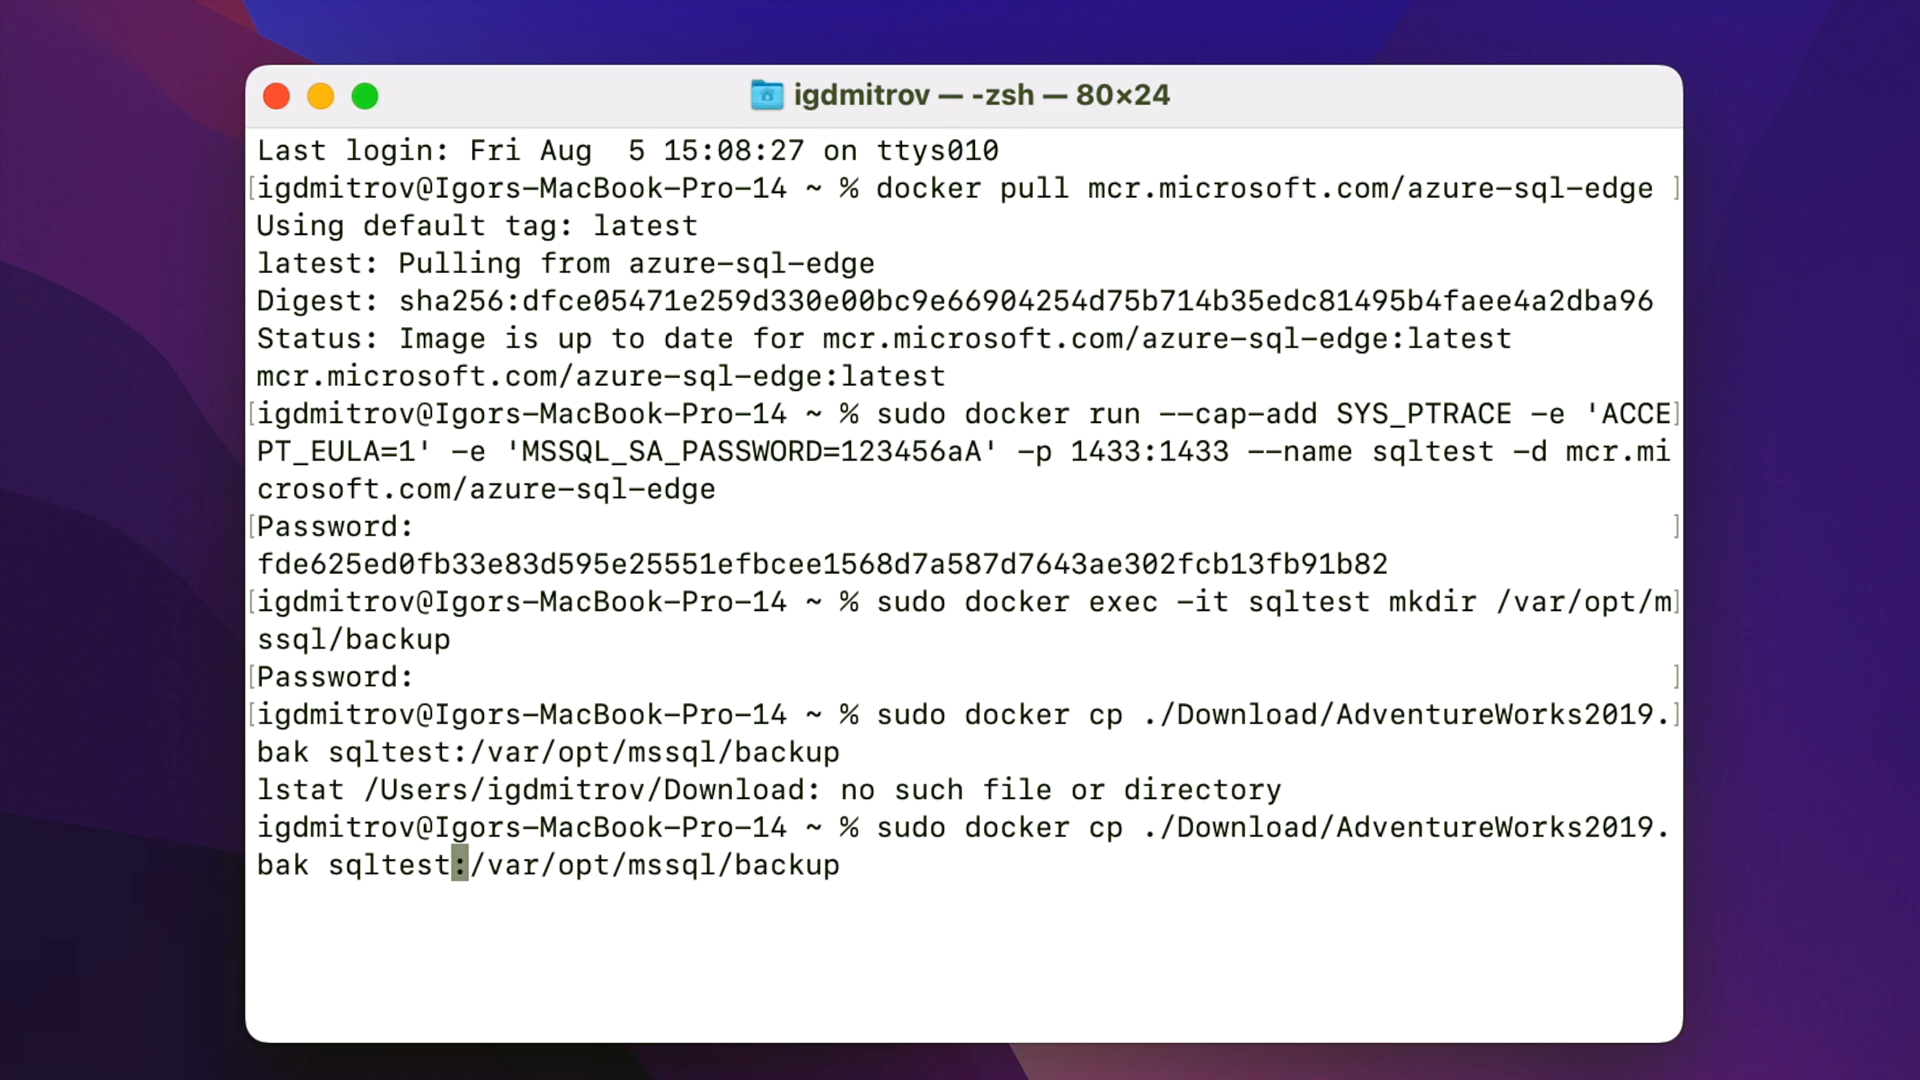 igdmitrov — -zsh — 80×24
Last login: Fri Aug  5 15:08:27 on ttys010
[igdmitrov@Igors-MacBook-Pro-14 ~ % docker pull mcr.microsoft.com/azure-sql-edge ]
Using default tag: latest
latest: Pulling from azure-sql-edge
Digest: sha256:dfce05471e259d330e00bc9e66904254d75b714b35edc81495b4faee4a2dba96
Status: Image is up to date for mcr.microsoft.com/azure-sql-edge:latest
mcr.microsoft.com/azure-sql-edge:latest
[igdmitrov@Igors-MacBook-Pro-14 ~ % sudo docker run --cap-add SYS_PTRACE -e 'ACCE]
PT_EULA=1' -e 'MSSQL_SA_PASSWORD=123456aA' -p 1433:1433 --name sqltest -d mcr.mi
crosoft.com/azure-sql-edge
[Password: ]
fde625ed0fb33e83d595e25551efbcee1568d7a587d7643ae302fcb13fb91b82
[igdmitrov@Igors-MacBook-Pro-14 ~ % sudo docker exec -it sqltest mkdir /var/opt/m]
ssql/backup
[Password: ]
[igdmitrov@Igors-MacBook-Pro-14 ~ % sudo docker cp ./Download/AdventureWorks2019.]
bak sqltest:/var/opt/mssql/backup
lstat /Users/igdmitrov/Download: no such file or directory
igdmitrov@Igors-MacBook-Pro-14 ~ % sudo docker cp ./Download/AdventureWorks2019.
bak sqltest:/var/opt/mssql/backup